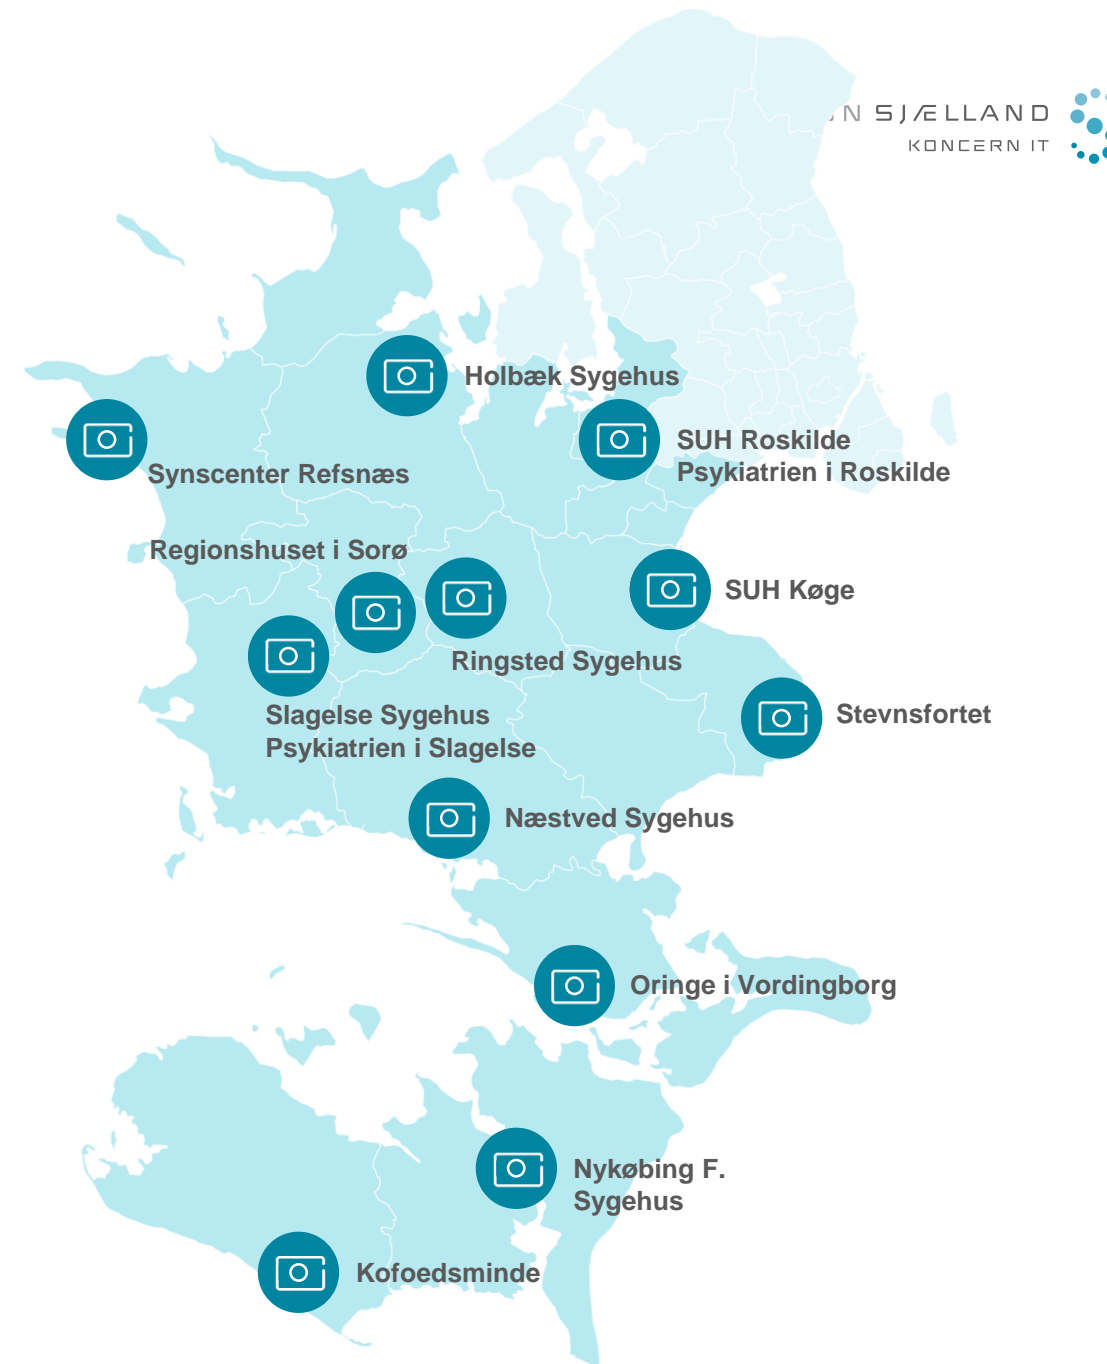 N SJÆLLAND
KONCERN IT
Holbæk Sygehus
SUH Roskilde
Psykiatrien i Roskilde
Synscenter Refsnæs
Regionshuset i Sorø
SUH Køge
Ringsted Sygehus
Slagelse Sygehus
Psykiatrien i Slagelse
Stevnsfortet
Næstved Sygehus
Oringe i Vordingborg
Nykøbing F.
Sygehus
Kofoedsminde